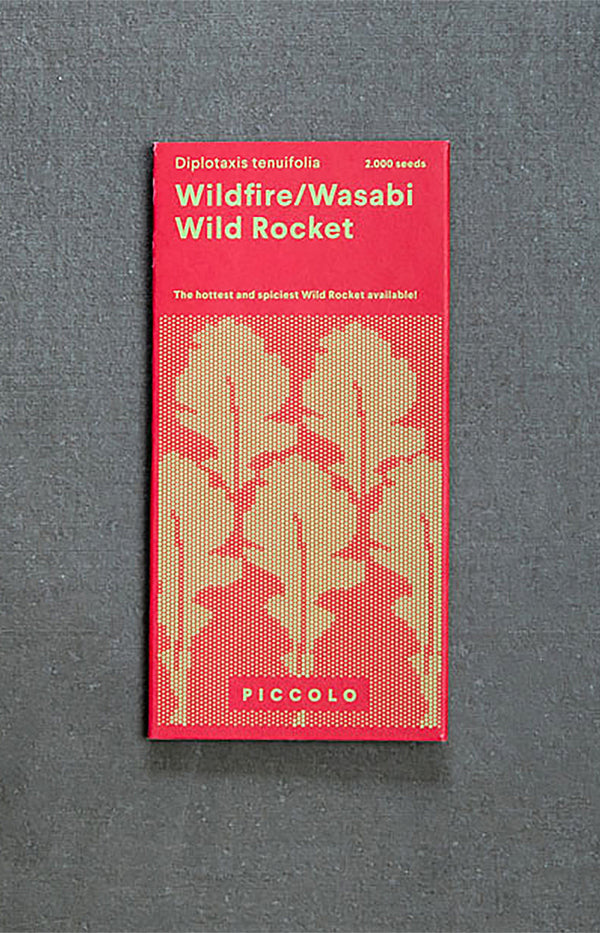 Diplotaxis tenuifolia
2.000 seeds
Wildfire/Wasabi
Wild Rocket
The hottest and spiciest Wild Rocket available!
PICCOLO